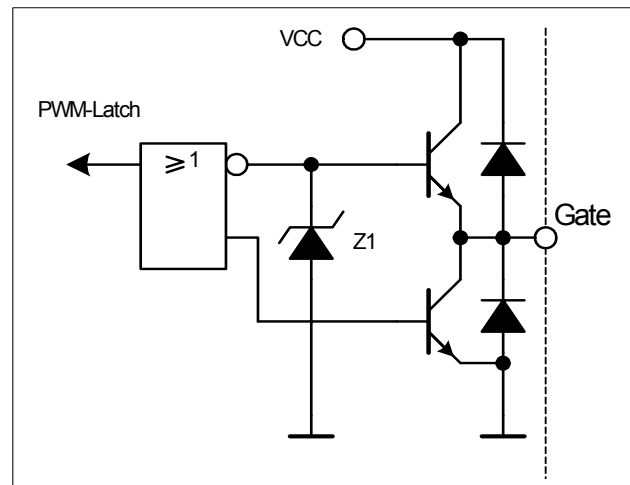 VCC
PWM-Latch
≥1
Z1
Gate